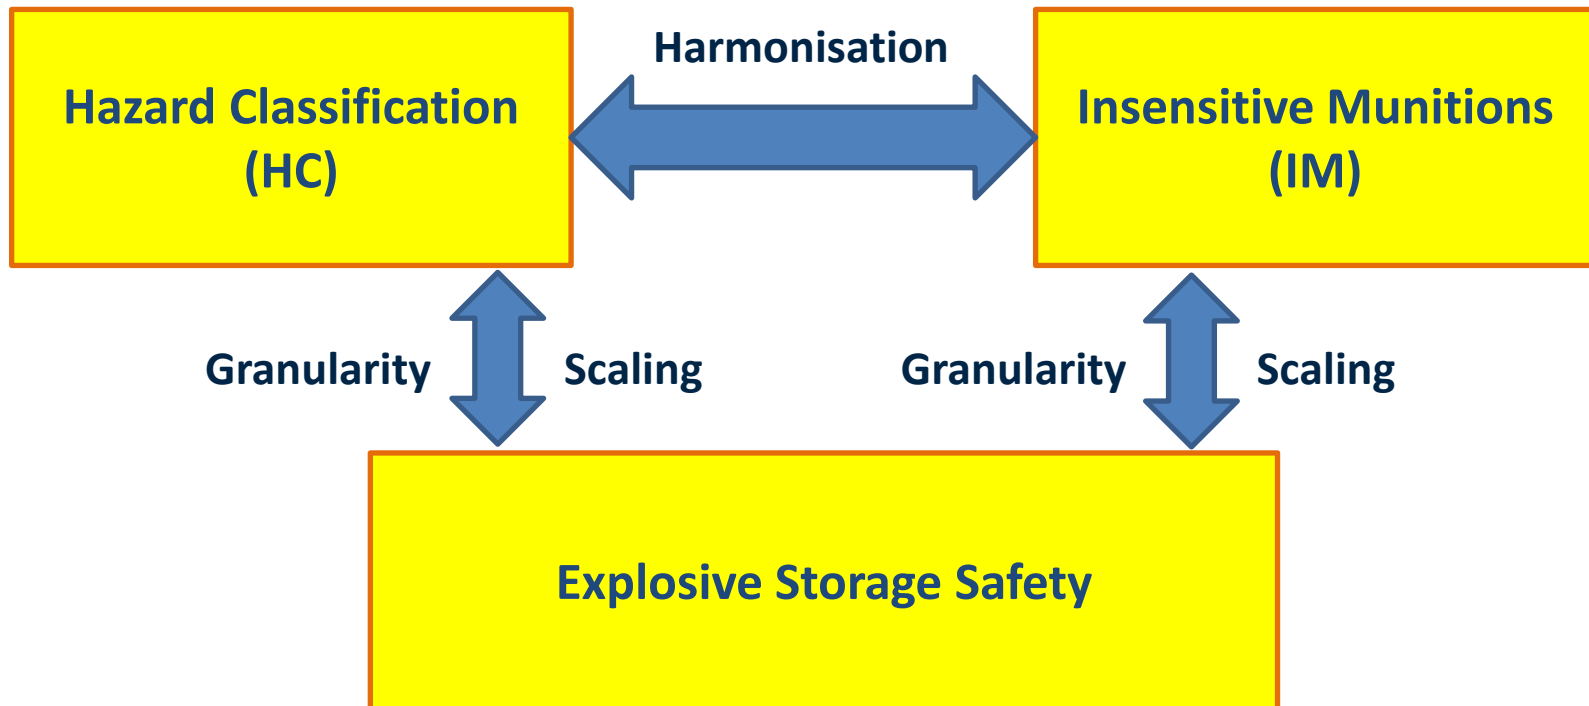 Harmonisation
Hazard Classification
(HC)
Insensitive Munitions
(IM)
Granularity
Scaling
Granularity
Scaling
Explosive Storage Safety